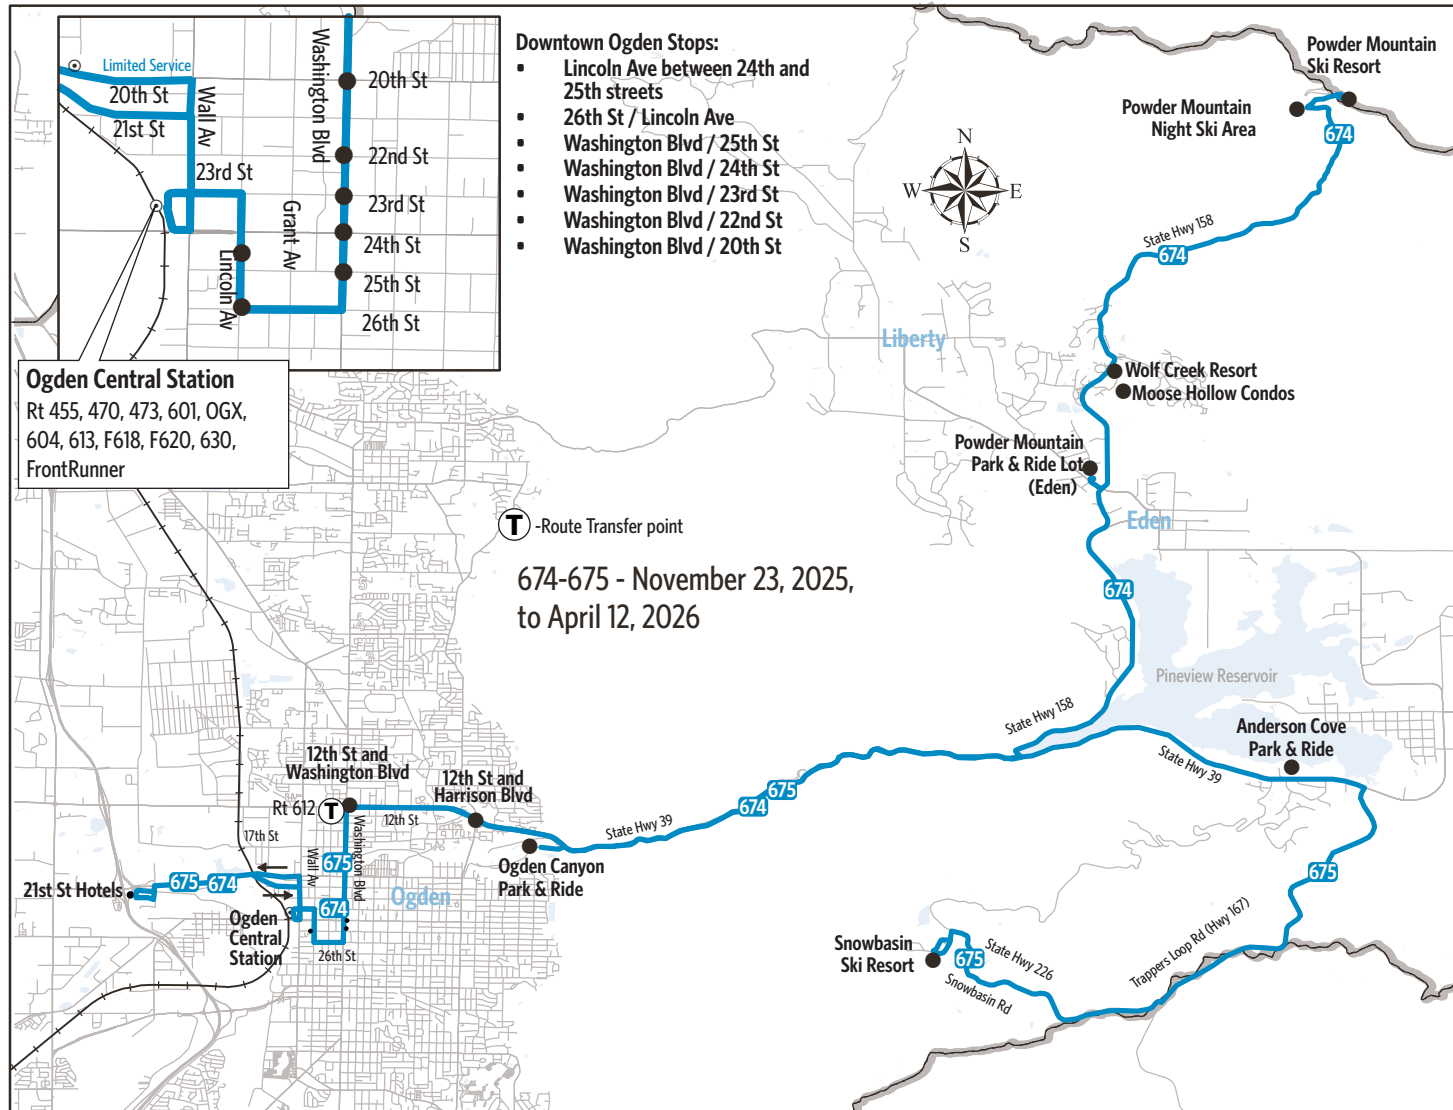 Limited Service
20th St
21st St
Wall Av
23rd St
Lincoln Av
Grant Av
Washington Blvd
20th St
22nd St
23rd St
24th St
25th St
26th St
Ogden Central Station
Rt 455, 470, 473, 601, OGX,
604, 613, F618, F620, 630,
FrontRunner
Downtown Ogden Stops:
▪ Lincoln Ave between 24th and
25th streets
▪ 26th St / Lincoln Ave
▪ Washington Blvd / 25th St
▪ Washington Blvd / 24th St
▪ Washington Blvd / 23rd St
▪ Washington Blvd / 22nd St
▪ Washington Blvd / 20th St
N
W
E
S
Powder Mountain
Ski Resort
Powder Mountain
Night Ski Area
674
State Hwy 158
674
Liberty
Wolf Creek Resort
Moose Hollow Condos
Powder Mountain
Park & Ride Lot
(Eden)
Eden
T -Route Transfer point
674-675 - November 23, 2025,
to April 12, 2026
674
Pineview Reservoir
State Hwy 158
Anderson Cove
Park & Ride
State Hwy 39
12th St and
Washington Blvd
12th St and
Harrison Blvd
Rt 612 T
12th St
17th St
Wall Av
Washington Blvd
675
674
State Hwy 39
674
675
Ogden Canyon
Park & Ride
21st St Hotels
675
674
Ogden
Ogden
Central
Station
26th St
675
Trappers Loop Rd (Hwy 167)
Snowbasin
Ski Resort
675
State Hwy 226
Snowbasin Rd